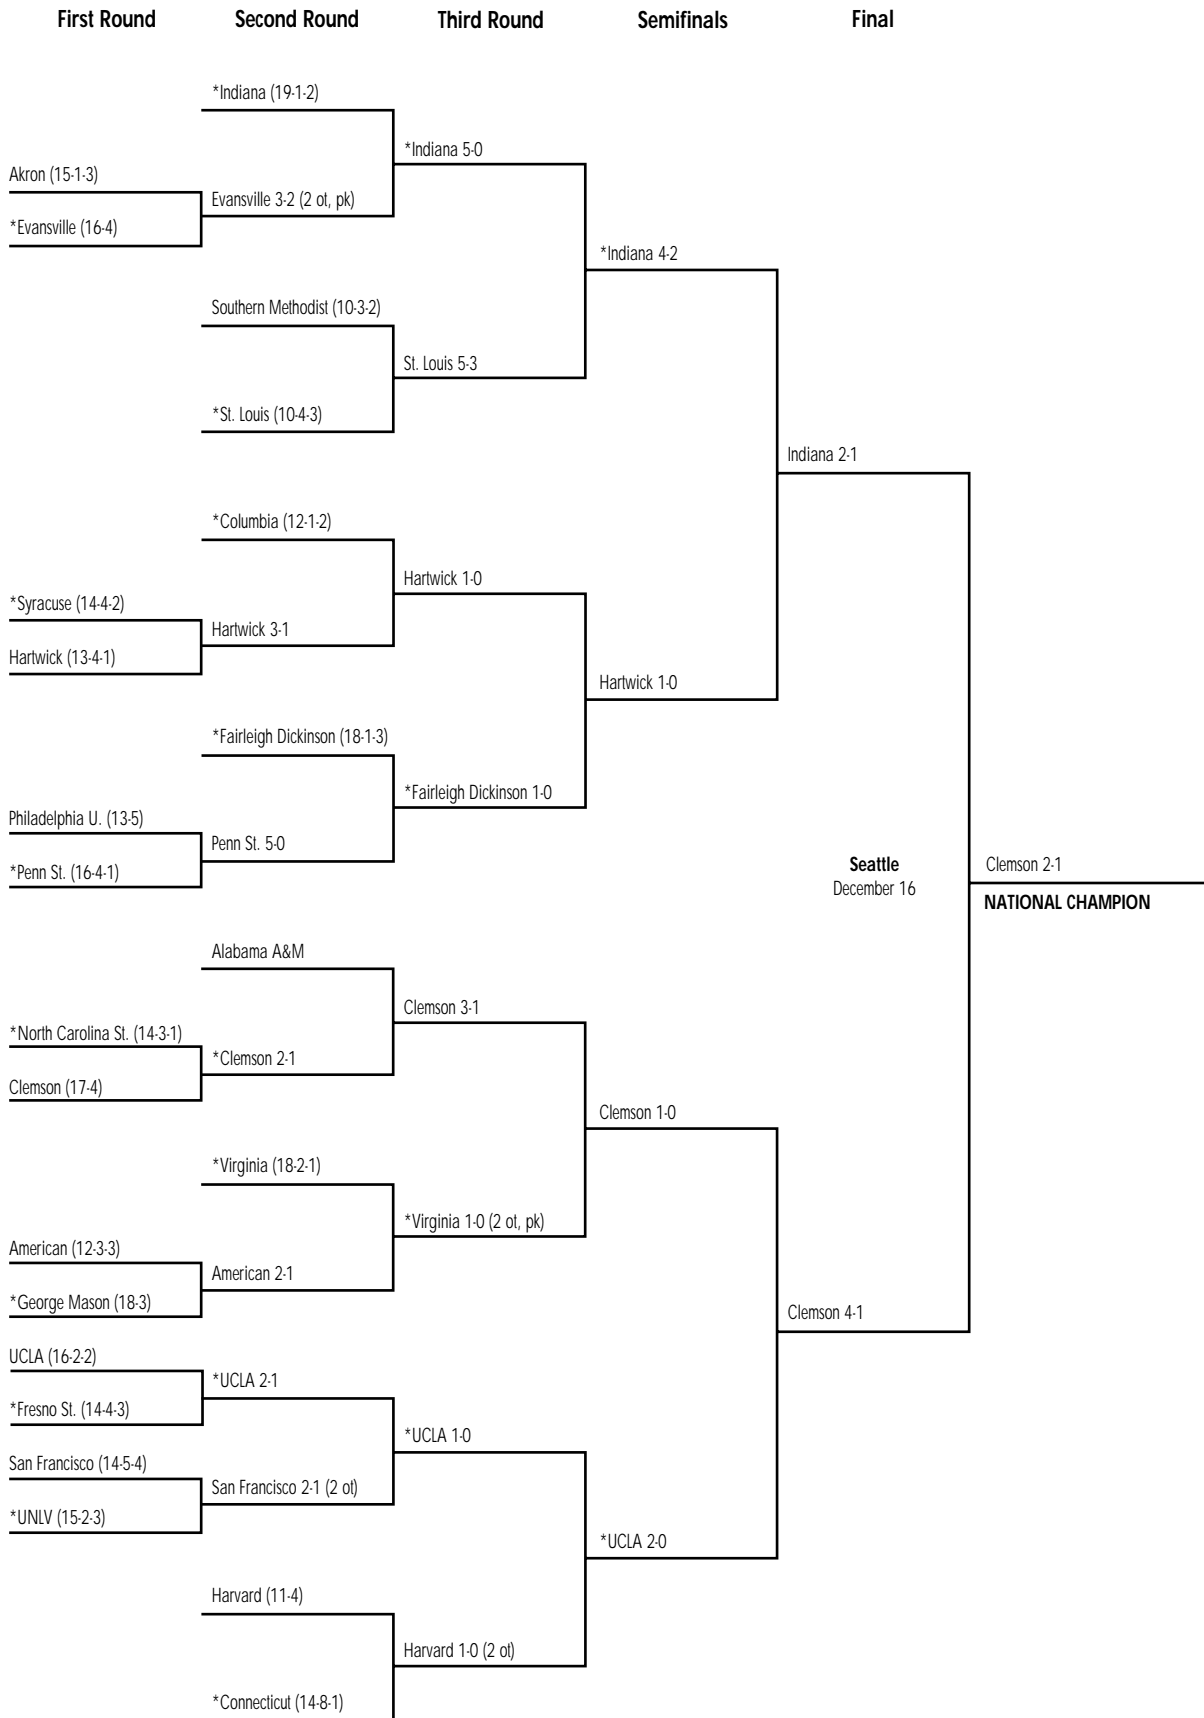 First Round
Second Round
Third Round
Semifinals
Final
*Indiana (19-1-2)
*Indiana 5-0
Akron (15-1-3)
Evansville 3-2 (2 ot, pk)
*Evansville (16-4)
*Indiana 4-2
Southern Methodist (10-3-2)
St. Louis 5-3
*St. Louis (10-4-3)
Indiana 2-1
*Columbia (12-1-2)
Hartwick 1-0
*Syracuse (14-4-2)
Hartwick 3-1
Hartwick (13-4-1)
Hartwick 1-0
*Fairleigh Dickinson (18-1-3)
*Fairleigh Dickinson 1-0
Philadelphia U. (13-5)
Penn St. 5-0
*Penn St. (16-4-1)
Seattle
December 16
Clemson 2-1
NATIONAL CHAMPION
Alabama A&M
Clemson 3-1
*North Carolina St. (14-3-1)
*Clemson 2-1
Clemson (17-4)
Clemson 1-0
*Virginia (18-2-1)
*Virginia 1-0 (2 ot, pk)
American (12-3-3)
American 2-1
*George Mason (18-3)
Clemson 4-1
UCLA (16-2-2)
*UCLA 2-1
*Fresno St. (14-4-3)
*UCLA 1-0
San Francisco (14-5-4)
San Francisco 2-1 (2 ot)
*UNLV (15-2-3)
*UCLA 2-0
Harvard (11-4)
Harvard 1-0 (2 ot)
*Connecticut (14-8-1)